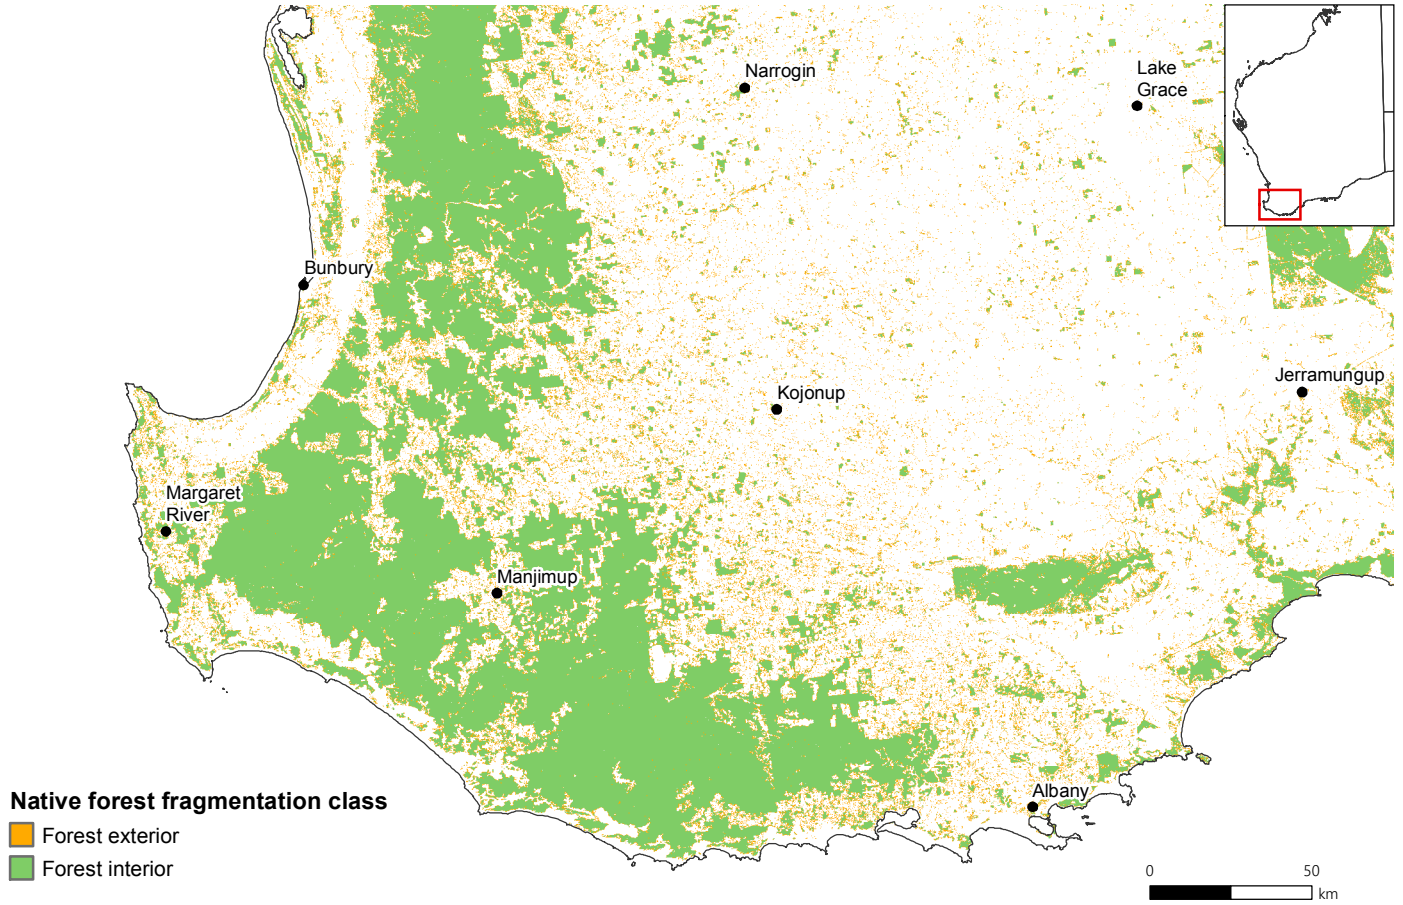 Narrogin
Lake
Grace
Bunbury
Jerramungup
Kojonup
Margaret
River
Manjimup
Albany
Native forest fragmentation class
Forest exterior
Forest interior
0 50
km